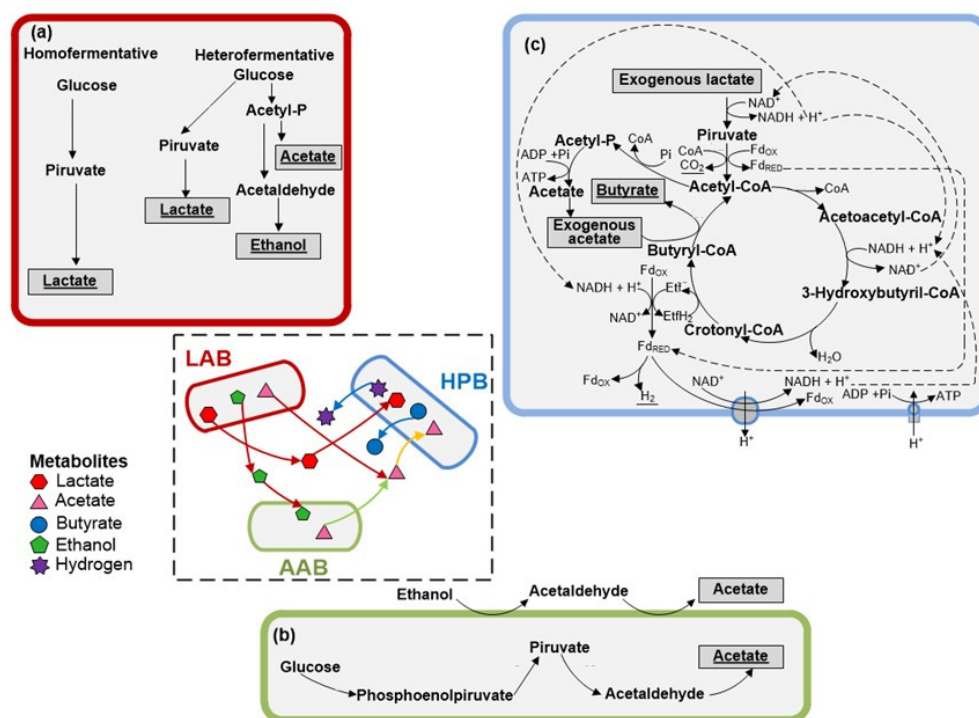 (a)
Homofermentative
Glucose
Piruvate
Lactate
Heterofermentative
Glucose
Acetyl-P
Piruvate
Acetate
Acetaldehyde
Lactate
Ethanol
(c)
Exogenous lactate
NAD+
NADH + H+
Piruvate
Acetyl-P
CoA
Pi
CoA
CO2
FdOX
FdRED
ADP +Pi
ATP
Acetate
Butyrate
Acetyl-CoA
CoA
Acetoacetyl-CoA
Exogenous
acetate
Butyryl-CoA
NADH + H+
NAD+
3-Hydroxybutyril-CoA
FdOX
NADH + H+
Etf
NAD+
EtfH2
Crotonyl-CoA
H2O
FdRED
FdOX
H2
NAD+
NADH + H+
FdOX
ADP +Pi
ATP
H+
H+
LAB
HPB
AAB
Metabolites
Lactate
Acetate
Butyrate
Ethanol
Hydrogen
Ethanol
Acetaldehyde
Acetate
(b)
Glucose
Phosphoenolpiruvate
Piruvate
Acetaldehyde
Acetate